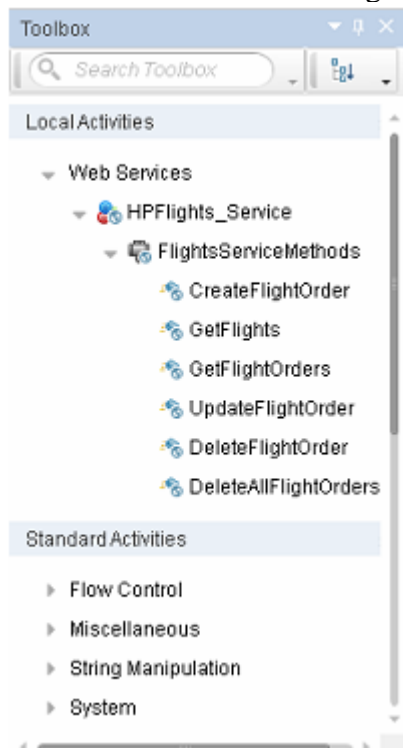 Toolbox
Search Toolbox
Local Activities
Web Services
HPFlights_Service
FlightsServiceMethods
CreateFlightOrder
GetFlights
GetFlightOrders
UpdateFlightOrder
DeleteFlightOrder
DeleteAllFlightOrders
Standard Activities
Flow Control
Miscellaneous
String Manipulation
System